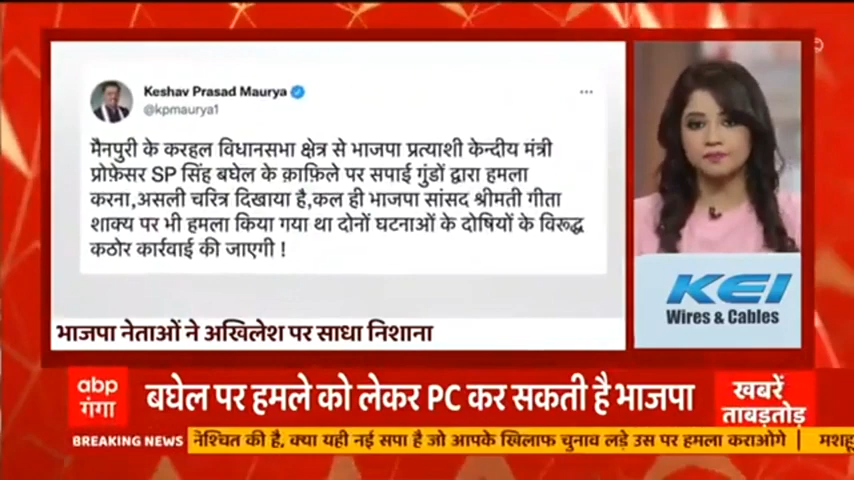 Keshav Prasad Maurya
@kpmaurya1
मैनपुरी के करहल विधानसभा क्षेत्र से भाजपा प्रत्याशी केन्दीय मंत्री
प्रोफ़ेसर SP सिंह बघेल के क़ाफ़िले पर सपाई गुंडों द्वारा हमला
करना,असली चरित्र दिखाया है,कल ही भाजपा सांसद श्रीमती गीता
शाक्य पर भी हमला किया गया था दोनों घटनाओं के दोषियों के विरूद्ध
कठोर कार्रवाई की जाएगी !
भाजपा नेताओं ने अखिलेश पर साधा निशाना
KEI
Wires & Cables
abp
गंगा
बघेल पर हमले को लेकर PC कर सकती है भाजपा
खबरें
ताबड़तोड़
BREAKING NEWS
नेश्चित की है, क्या यही नई सपा है जो आपके खिलाफ चुनाव लड़े उस पर हमला कराओगे | मशहू